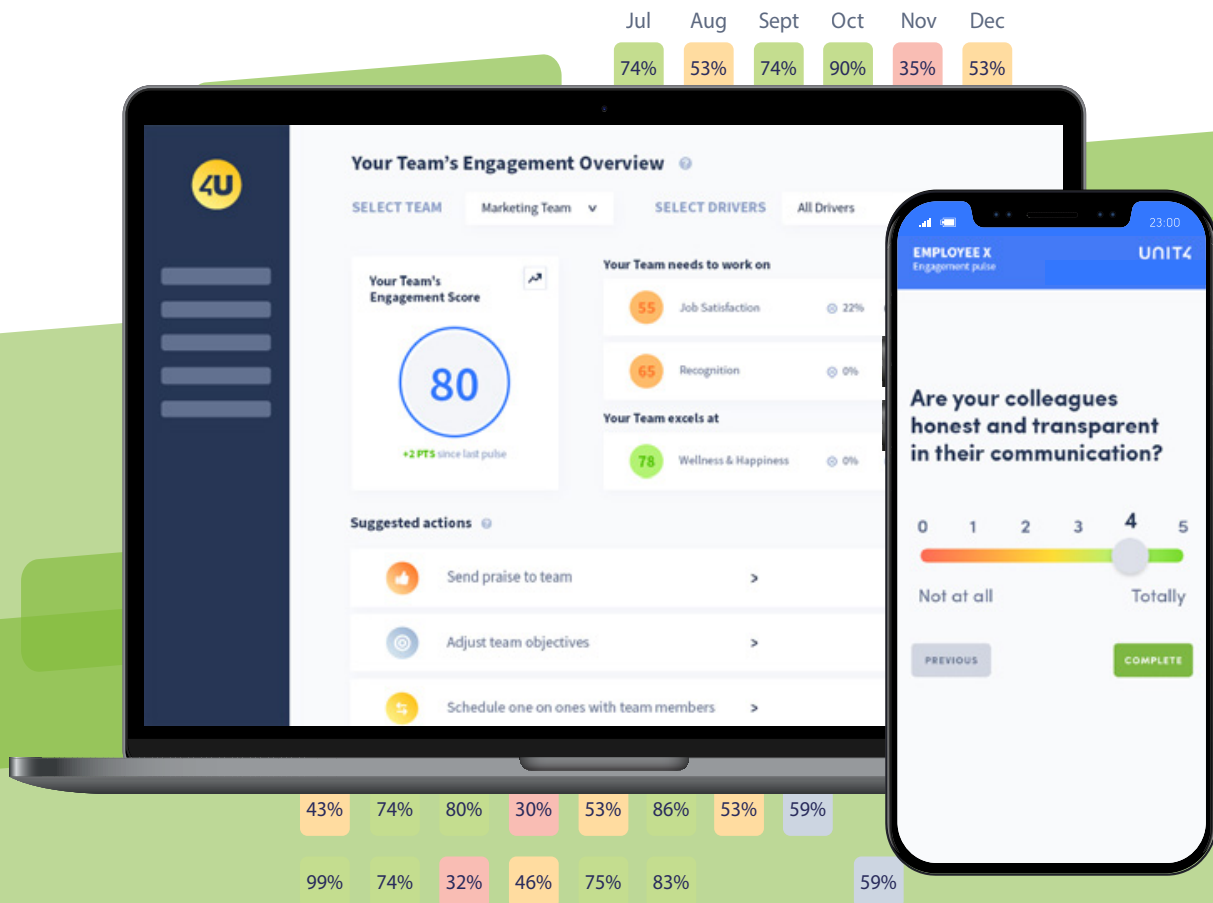 Jul Aug Sept Oct Nov Dec
74% 53% 74% 90% 35% 53%
4U
Your Team's Engagement Overview
SELECT TEAM Marketing Team SELECT DRIVERS All Drivers
Your Team's
Engagement Score
80
+2 PTS since last pulse
Your Team needs to work on
55 Job Satisfaction 22%
65 Recognition 0%
Your Team excels at
78 Wellness & Happiness 0%
Suggested actions
Send praise to team >
Adjust team objectives >
Schedule one on ones with team members >
23:00
EMPLOYEE X
Engagement pulse
UNIT4
Are your colleagues
honest and transparent
in their communication?
0 1 2 3 4 5
Not at all Totally
PREVIOUS COMPLETE
43% 74% 80% 30% 53% 86% 53% 59%
99% 74% 32% 46% 75% 83% 59%